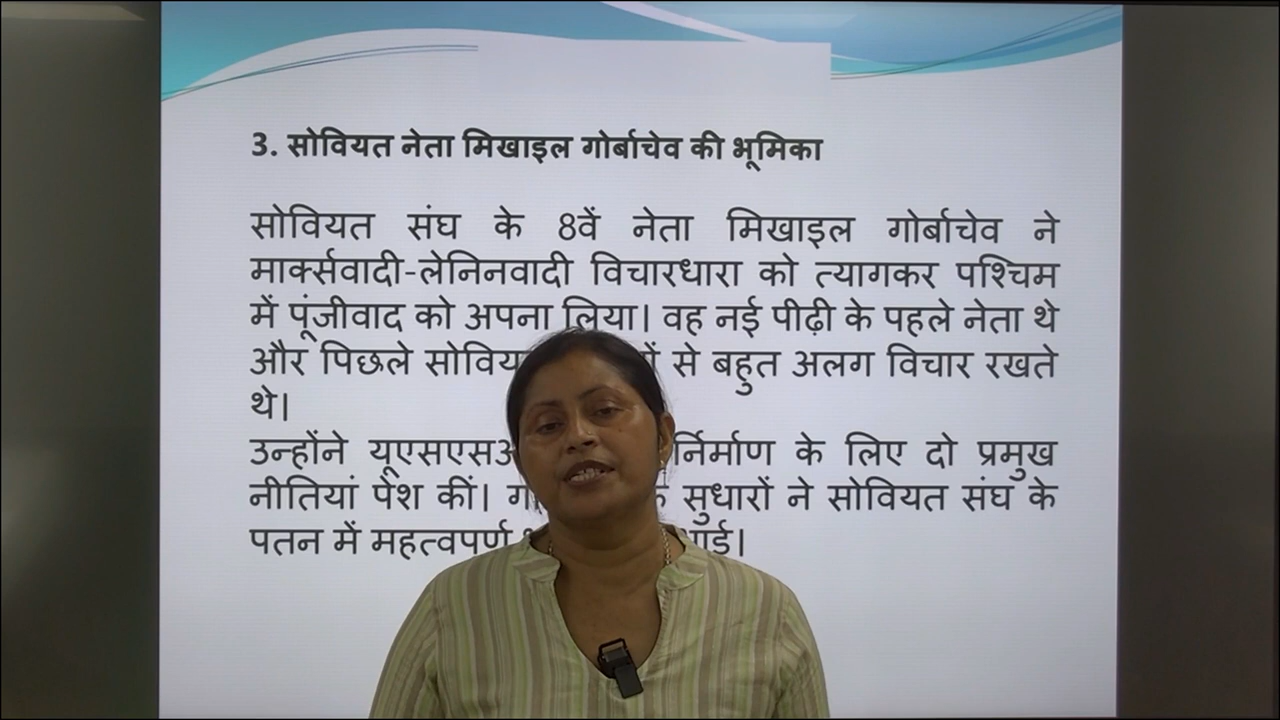 3. सोवियत नेता मिखाइल गोर्बाचेव की भूमिका
सोवियत संघ के 8वें नेता मिखाइल गोर्बाचेव ने
मार्क्सवादी-लेनिनवादी विचारधारा को त्यागकर पश्चिम
में पूंजीवाद को अपना लिया। वह नई पीढ़ी के पहले नेता थे
और पिछले से बहुत अलग विचार रखते
थे।
उन्होंने के लिए दो प्रमुख
नीतियां पेश कीं। सुधारों ने सोवियत संघ के
पतन में महत्वपूर्ण